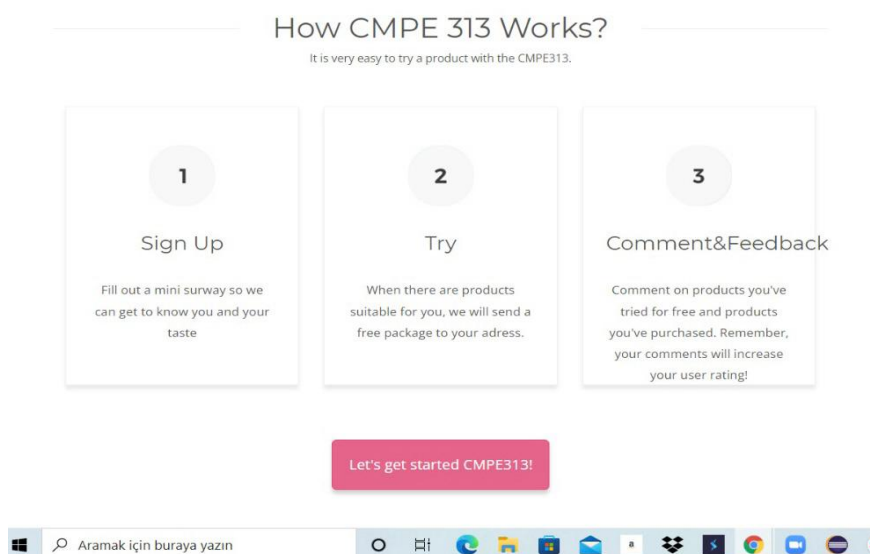 How CMPE 313 Works?
It is very easy to try a product with the CMPE313.
1
Sign Up
Fill out a mini surway so we
can get to know you and your
taste
2
Try
When there are products
suitable for you, we will send a
free package to your adress.
3
Comment&Feedback
Comment on products you've
tried for free and products
you've purchased. Remember,
your comments will increase
your user rating!
Let's get started CMPE313!
Aramak için buraya yazın
a